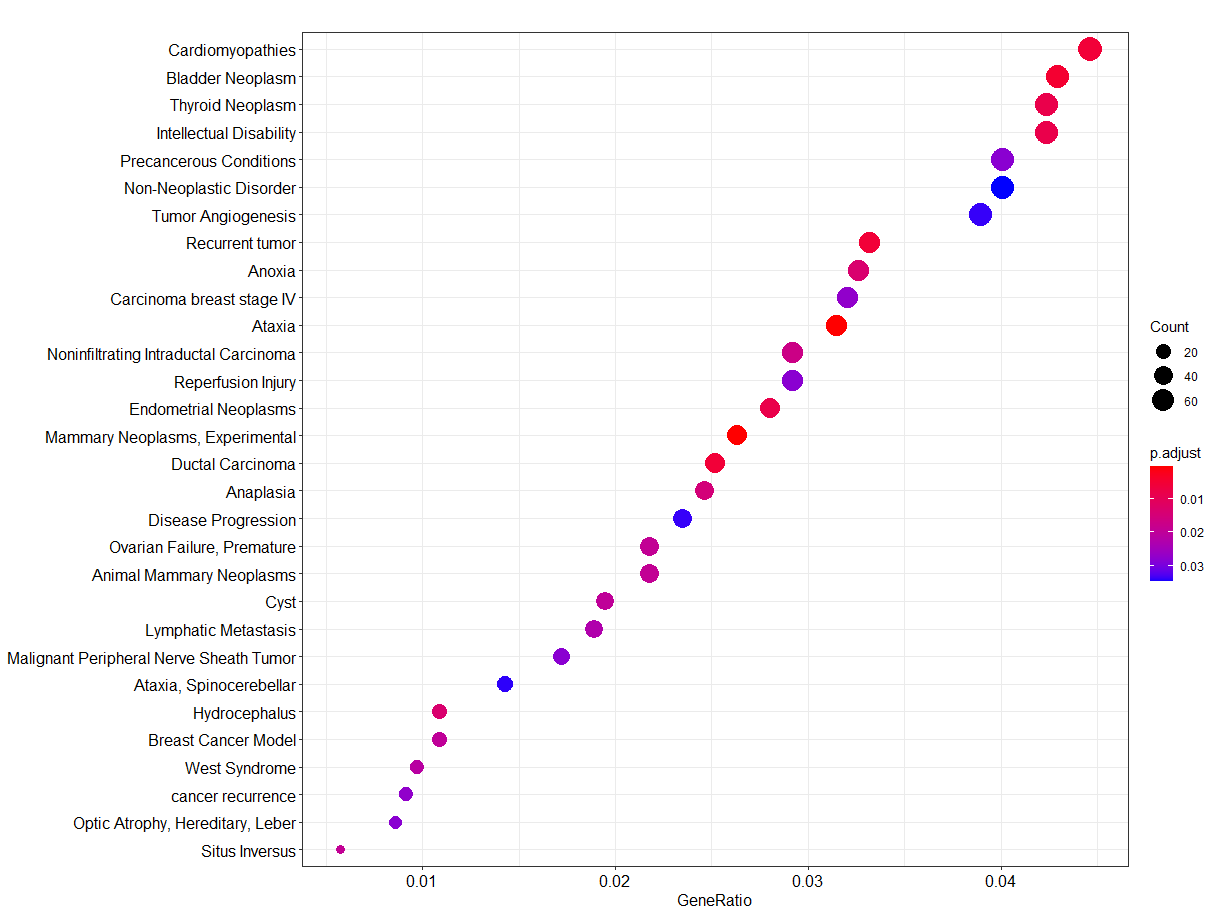 Cardiomyopathies
Bladder Neoplasm
Thyroid Neoplasm
Intellectual Disability
Precancerous Conditions
Non-Neoplastic Disorder
Tumor Angiogenesis
Recurrent tumor
Anoxia
Carcinoma breast stage IV
Ataxia
Noninfiltrating Intraductal Carcinoma
Reperfusion Injury
Endometrial Neoplasms
Mammary Neoplasms, Experimental
Ductal Carcinoma
Anaplasia
Disease Progression
Ovarian Failure, Premature
Animal Mammary Neoplasms
Cyst
Lymphatic Metastasis
Malignant Peripheral Nerve Sheath Tumor
Ataxia, Spinocerebellar
Hydrocephalus
Breast Cancer Model
West Syndrome
cancer recurrence
Optic Atrophy, Hereditary, Leber
Situs Inversus
0.01 0.02 0.03 0.04
GeneRatio
Count
20
40
60
p.adjust
0.01
0.02
0.03